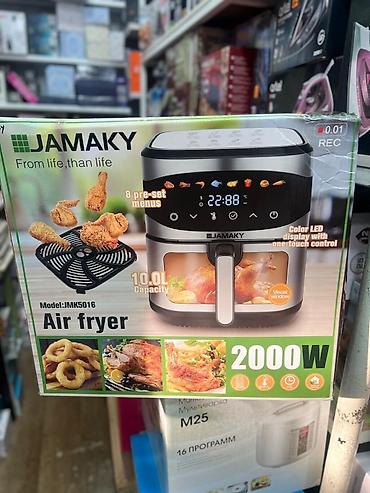 JAMAKY
From life,than life
0.01
REC
8 pre-set
menus
22:88
Color LED
display with
one-touch control
JAMAKY
10.0L
Capacity
Visual
window
Model:JMK5016
Air fryer
2000W
Мультиварка
M25
16 ПРОГРАММ